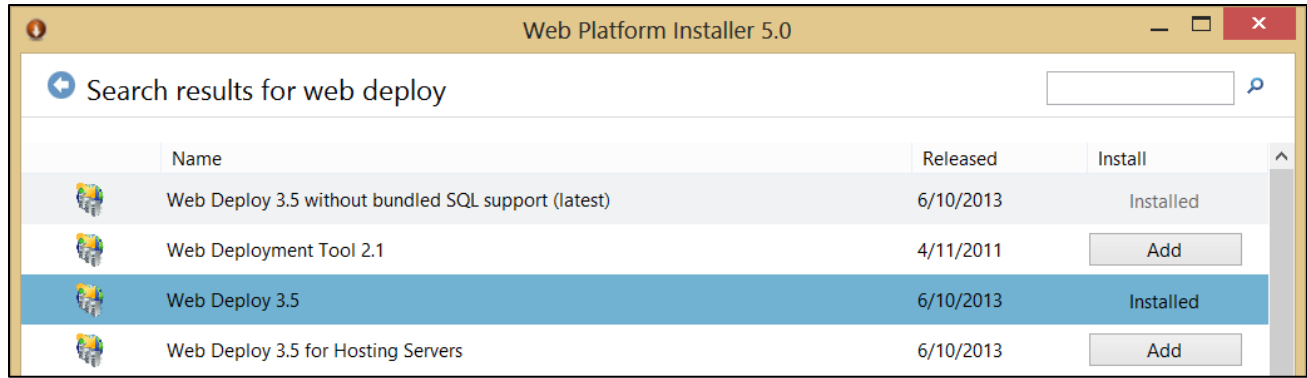 Web Platform Installer 5.0
Search results for web deploy
Name Released Install
Web Deploy 3.5 without bundled SQL support (latest) 6/10/2013 Installed
Web Deployment Tool 2.1 4/11/2011 Add
Web Deploy 3.5 6/10/2013 Installed
Web Deploy 3.5 for Hosting Servers 6/10/2013 Add